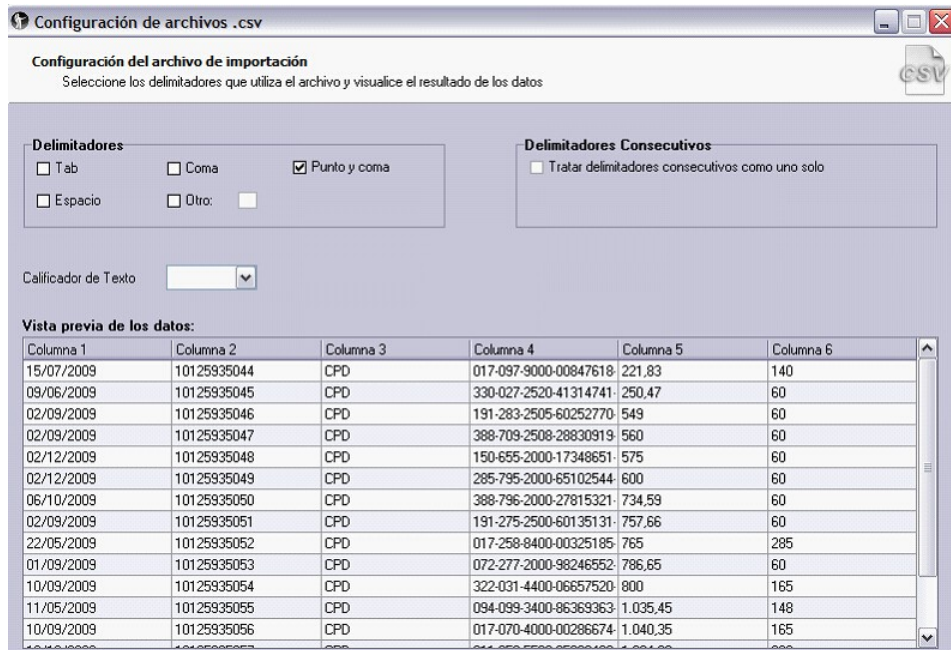 Configuración de archivos .csv
Configuración del archivo de importación
Seleccione los delimitadores que utiliza el archivo y visualice el resultado de los datos
CSV
Delimitadores
Tab Coma Punto y coma
Espacio Otro:
Delimitadores Consecutivos
Tratar delimitadores consecutivos como uno solo
Calificador de Texto
Vista previa de los datos:
Columna 1 Columna 2 Columna 3 Columna 4 Columna 5 Columna 6
15/07/2009 10125935044 CPD 017-097-9000-00847618- 221,83 140
09/06/2009 10125935045 CPD 330-027-2520-41314741- 250,47 60
02/09/2009 10125935046 CPD 191-283-2505-60252770- 549 60
02/09/2009 10125935047 CPD 388-709-2508-28830919- 560 60
02/12/2009 10125935048 CPD 150-655-2000-17348651- 575 60
02/12/2009 10125935049 CPD 285-795-2000-65102544- 600 60
06/10/2009 10125935050 CPD 388-796-2000-27815321- 734,59 60
02/09/2009 10125935051 CPD 191-275-2500-60135131- 757,66 60
22/05/2009 10125935052 CPD 017-258-8400-00325185- 765 285
01/09/2009 10125935053 CPD 072-277-2000-98246552- 786,65 60
10/09/2009 10125935054 CPD 322-031-4400-06657520- 800 165
11/05/2009 10125935055 CPD 094-099-3400-86369363- 1.035,45 148
10/09/2009 10125935056 CPD 017-070-4000-00286674- 1.040,35 165